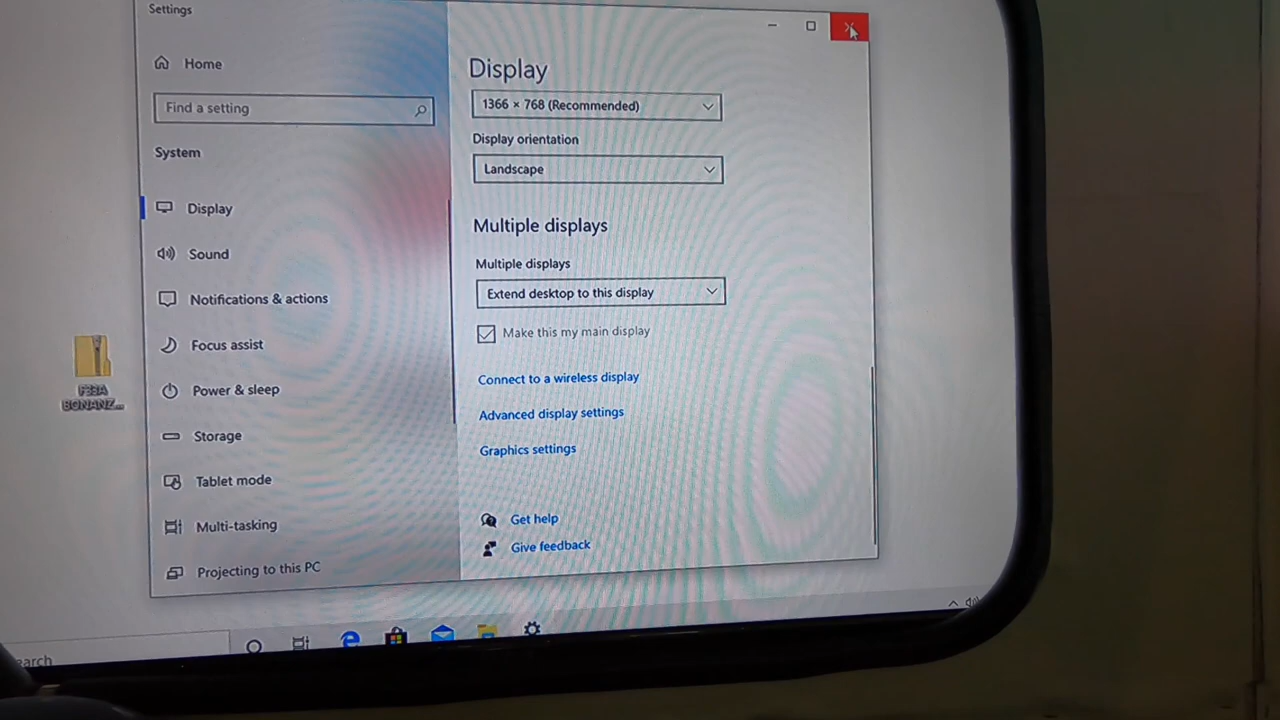 Settings
Home
Find a setting
System
Display
Sound
Notifications & actions
Focus assist
Power & sleep
Storage
Tablet mode
Multi-tasking
Projecting to this PC
Display
1366 × 768 (Recommended)
Display orientation
Landscape
Multiple displays
Multiple displays
Extend desktop to this display
Make this my main display
Connect to a wireless display
Advanced display settings
Graphics settings
Get help
Give feedback
F33A
BONANZ...
earch